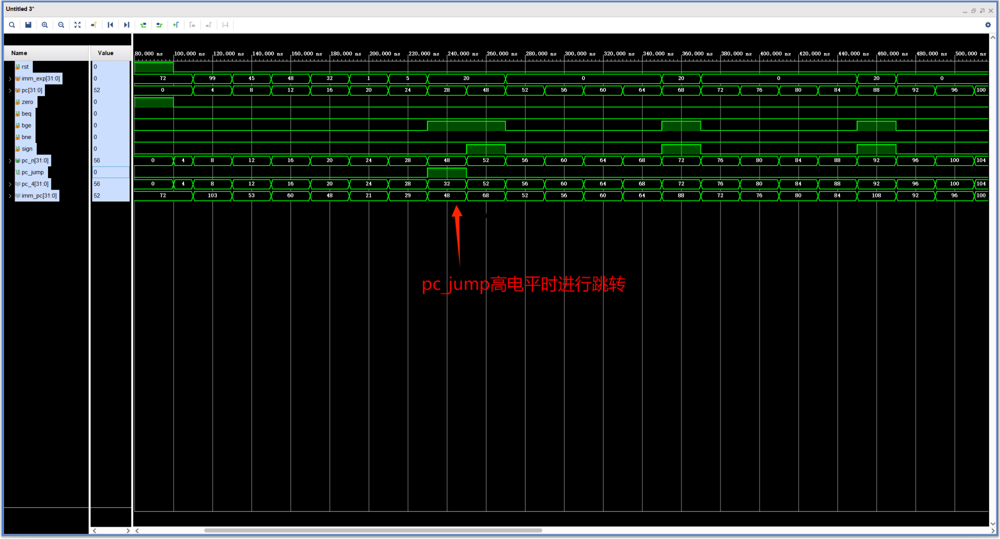 Untitled 3*
Name Value
80.000 ns 100.000 ns 120.000 ns 140.000 ns 160.000 ns 180.000 ns 200.000 ns 220.000 ns 240.000 ns 260.000 ns 280.000 ns 300.000 ns 320.000 ns 340.000 ns 360.000 ns 380.000 ns 400.000 ns 420.000 ns 440.000 ns 460.000 ns 480.000 ns 500.000 ns
rst 0
imm_exp[31:0] 0 72 99 45 48 32 1 5 20 0 20 0 20 0
pc[31:0] 52 0 4 8 12 16 20 24 28 48 52 56 60 64 68 72 76 80 84 88 92 96 100
zero 0
beq 0
bge 0
bne 0
sign 0
pc_n[31:0] 56 0 4 8 12 16 20 24 28 48 52 56 60 64 68 72 76 80 84 88 92 96 100 104
pc_jump 0
pc_4[31:0] 56 0 4 8 12 16 20 24 28 32 52 56 60 64 68 72 76 80 84 88 92 96 100 104
imm_pc[31:0] 52 72 103 53 60 48 21 29 48 68 52 56 60 64 88 72 76 80 84 108 92 96 100
pc_jump高电平时进行跳转